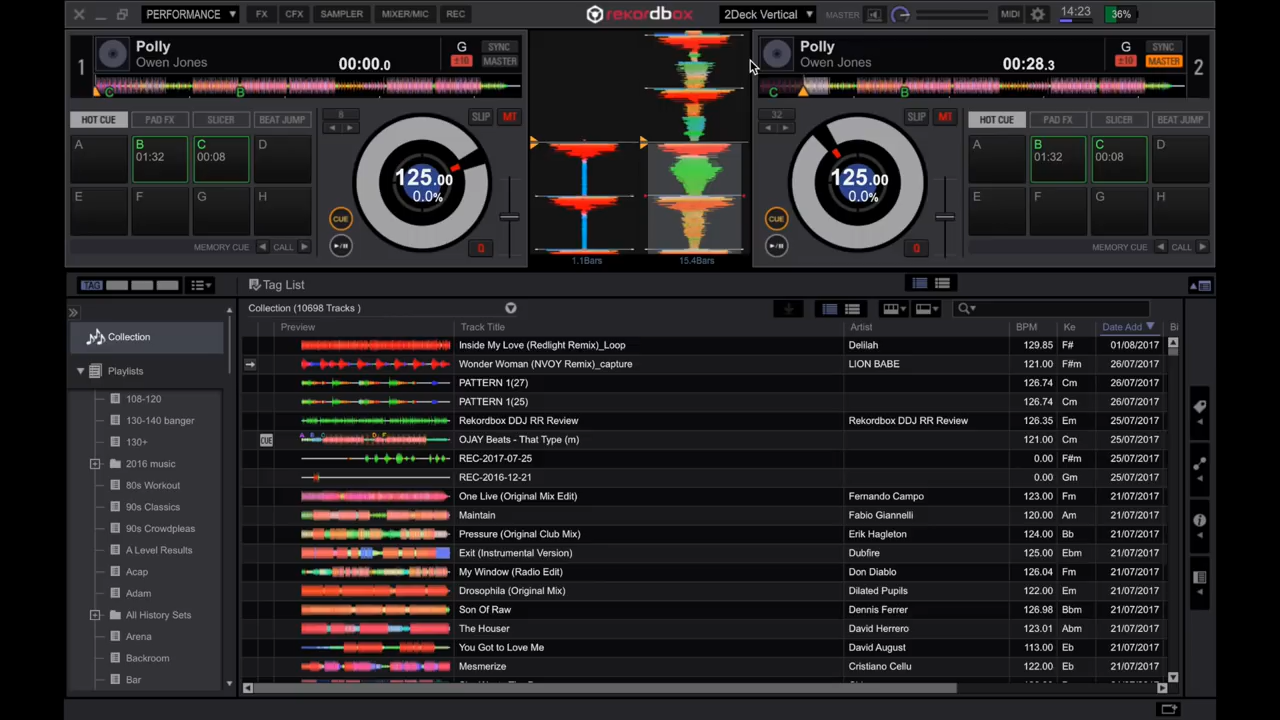 PERFORMANCE FX CFX SAMPLER MIXER/MIC REC rekordbox 2Deck Vertical MASTER MIDI 14:23 36%
1 Polly G SYNC
Owen Jones 00:00.0 ±10 MASTER
C B
HOT CUE PAD FX SLICER BEAT JUMP 8 SLIP MT
A B C D
01:32 00:08
125.00
0.0%
E F G H
CUE
MEMORY CUE CALL Q
1.1Bars 15.4Bars
Polly G SYNC 2
Owen Jones 00:28.3 ±10 MASTER
C B
32 SLIP MT HOT CUE PAD FX SLICER BEAT JUMP
A B C D
01:32 00:08
125.00
0.0%
E F G H
CUE
Q MEMORY CUE CALL
TAG Tag List
Collection (10698 Tracks )
Collection
Playlists
108-120
130-140 banger
130+
2016 music
80s Workout
90s Classics
90s Crowdpleas
A Level Results
Acap
Adam
All History Sets
Arena
Backroom
Bar
Preview Track Title Artist BPM Ke Date Add Bi
Inside My Love (Redlight Remix)_Loop Delilah 129.85 F# 01/08/2017
Wonder Woman (NVOY Remix)_capture LION BABE 121.00 F#m 26/07/2017
PATTERN 1(27) 126.74 Cm 26/07/2017
PATTERN 1(25) 126.74 Cm 26/07/2017
Rekordbox DDJ RR Review Rekordbox DDJ RR Review 126.35 Em 25/07/2017
CUE OJAY Beats - That Type (m) 121.00 Cm 25/07/2017
REC-2017-07-25 0.00 F#m 25/07/2017
REC-2016-12-21 0.00 Gm 25/07/2017
One Live (Original Mix Edit) Fernando Campo 123.00 Fm 21/07/2017
Maintain Fabio Giannelli 120.00 Am 21/07/2017
Pressure (Original Club Mix) Erik Hagleton 124.00 Bb 21/07/2017
Exit (Instrumental Version) Dubfire 125.00 Ebm 21/07/2017
My Window (Radio Edit) Don Diablo 126.04 Fm 21/07/2017
Drosophila (Original Mix) Dilated Pupils 122.00 Em 21/07/2017
Son Of Raw Dennis Ferrer 126.98 Bbm 21/07/2017
The Houser David Herrero 123.01 Abm 21/07/2017
You Got to Love Me David August 113.00 Eb 21/07/2017
Mesmerize Cristiano Cellu 122.00 Eb 21/07/2017